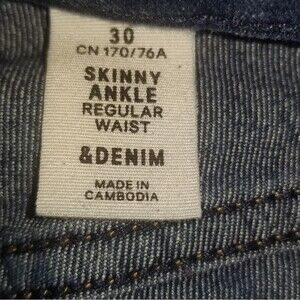 30
CN 170/76A
SKINNY
ANKLE
REGULAR
WAIST
&DENIM
MADE IN
CAMBODIA